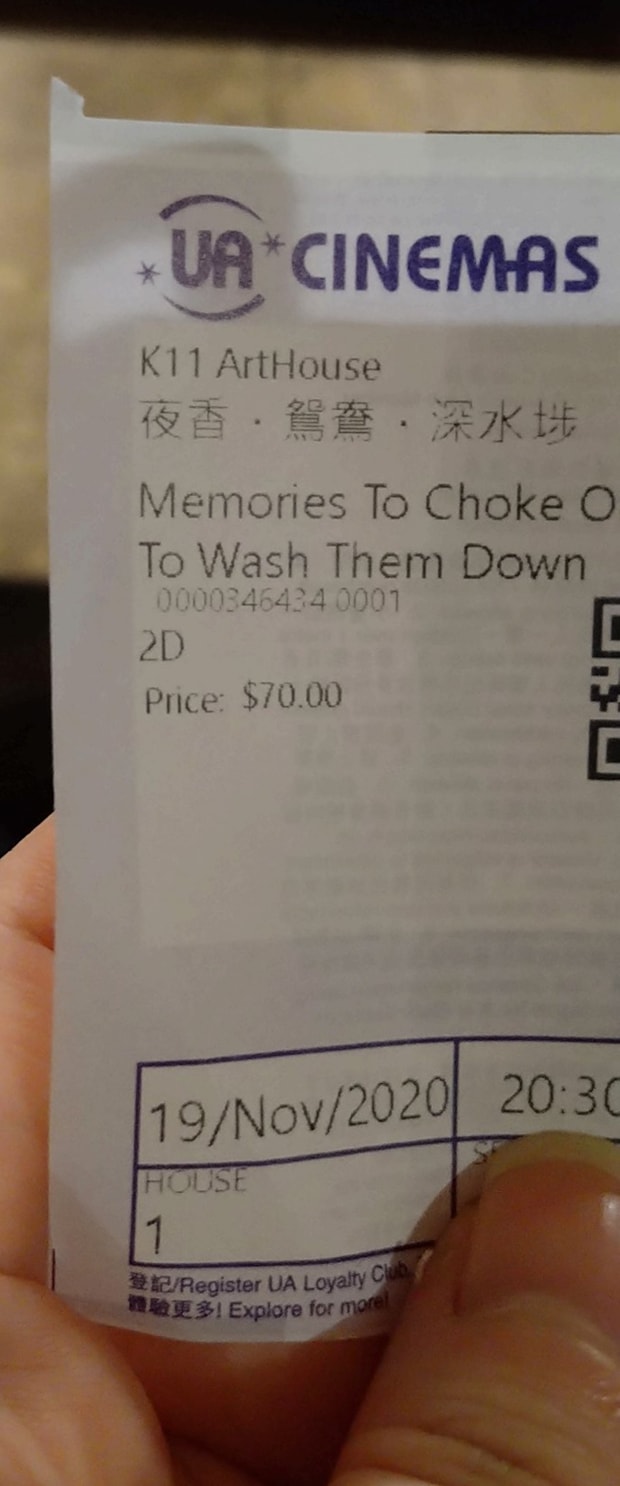 UA CINEMAS
K11 ArtHouse
夜香 · 鴛鴦 · 深水埗
Memories To Choke O
To Wash Them Down
0000346434 0001
2D
Price: $70.00
19/Nov/2020 20:30
HOUSE
1
登記/Register UA Loyalty Club,
體驗更多! Explore for more!